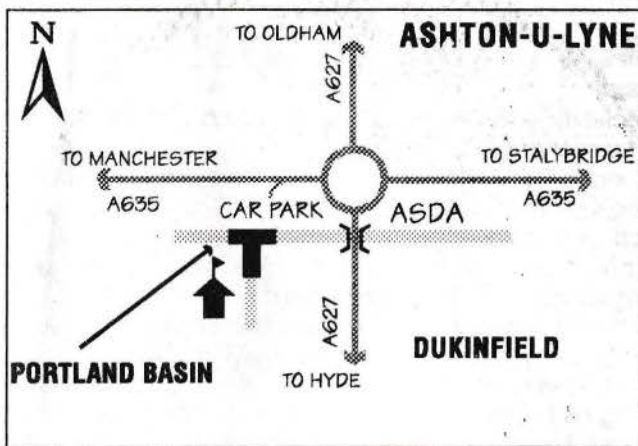 N
TO OLDHAM
ASHTON-U-LYNE
A627
TO MANCHESTER
TO STALYBRIDGE
A635
CAR PARK
ASDA
A635
A627
PORTLAND BASIN
DUKINFIELD
TO HYDE